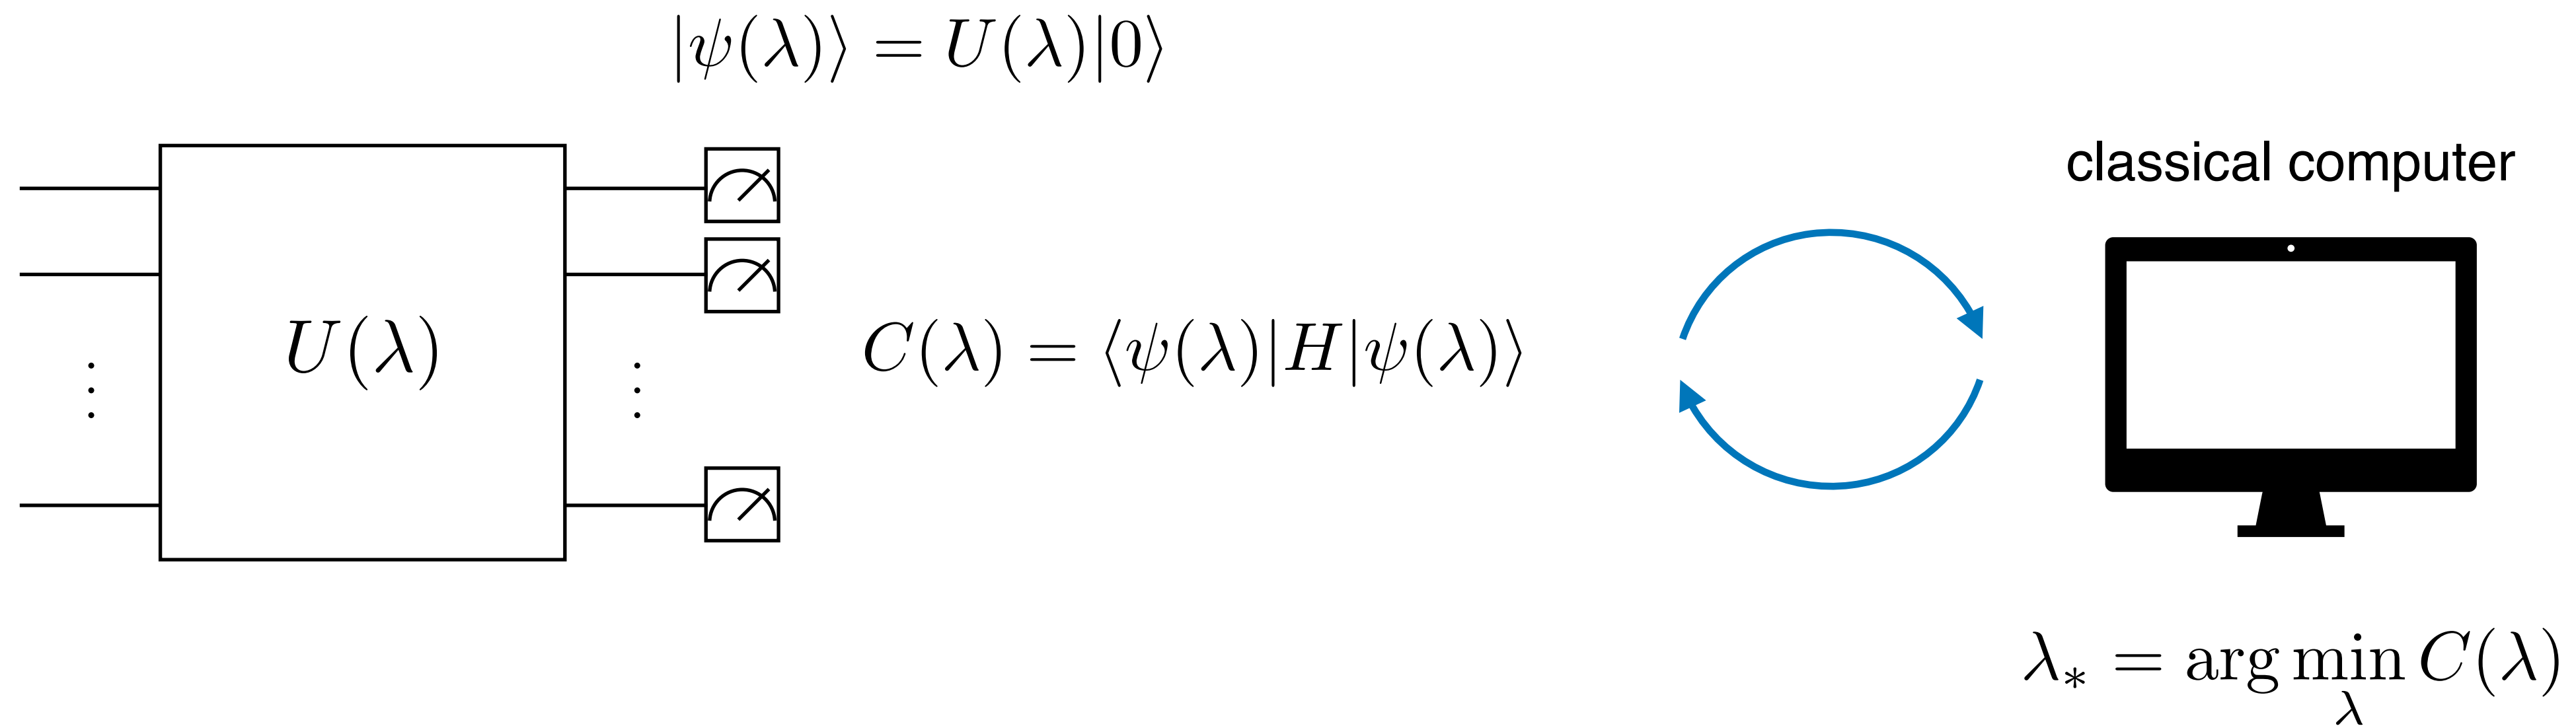 |ψ(λ)⟩ = U(λ)|0⟩
classical computer
U(λ)
⋮
⋮
C(λ) = ⟨ψ(λ)|H|ψ(λ)⟩
λ* = arg min C(λ)
λ